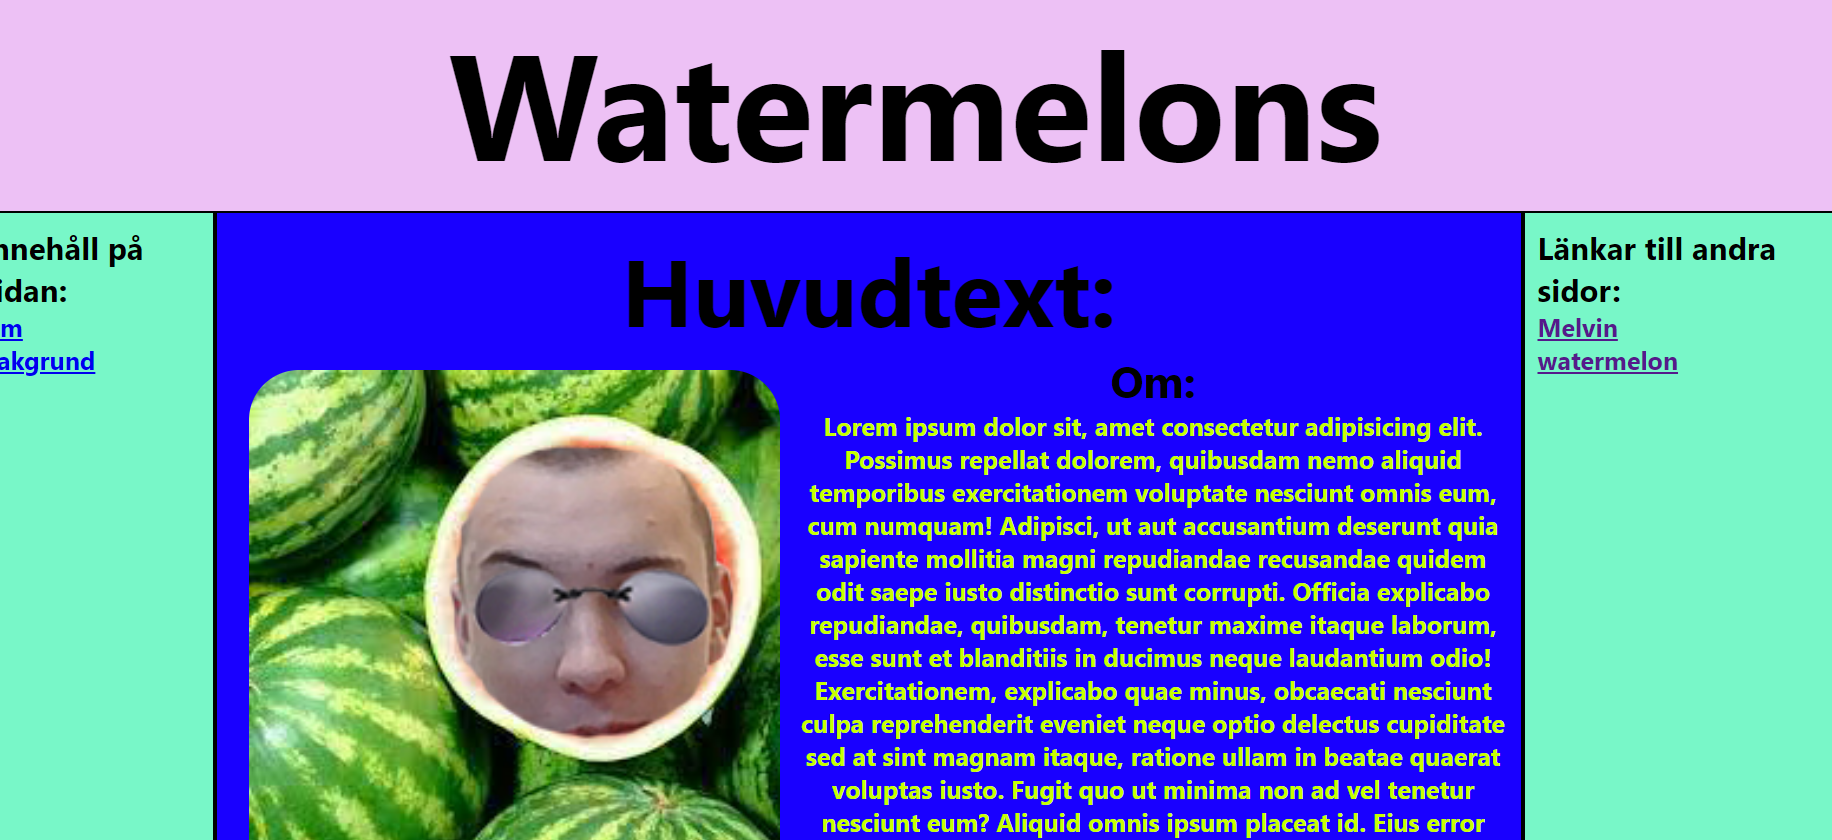 Watermelons
nnehåll på
idan:
m
akgrund
Huvudtext:
Om:
Lorem ipsum dolor sit, amet consectetur adipisicing elit.
Possimus repellat dolorem, quibusdam nemo aliquid
temporibus exercitationem voluptate nesciunt omnis eum,
cum numquam! Adipisci, ut aut accusantium deserunt quia
sapiente mollitia magni repudiandae recusandae quidem
odit saepe iusto distinctio sunt corrupti. Officia explicabo
repudiandae, quibusdam, tenetur maxime itaque laborum,
esse sunt et blanditiis in ducimus neque laudantium odio!
Exercitationem, explicabo quae minus, obcaecati nesciunt
culpa reprehenderit eveniet neque optio delectus cupiditate
sed at sint magnam itaque, ratione ullam in beatae quaerat
voluptas iusto. Fugit quo ut minima non ad vel tenetur
nesciunt eum? Aliquid omnis ipsum placeat id. Eius error
Länkar till andra
sidor:
Melvin
watermelon